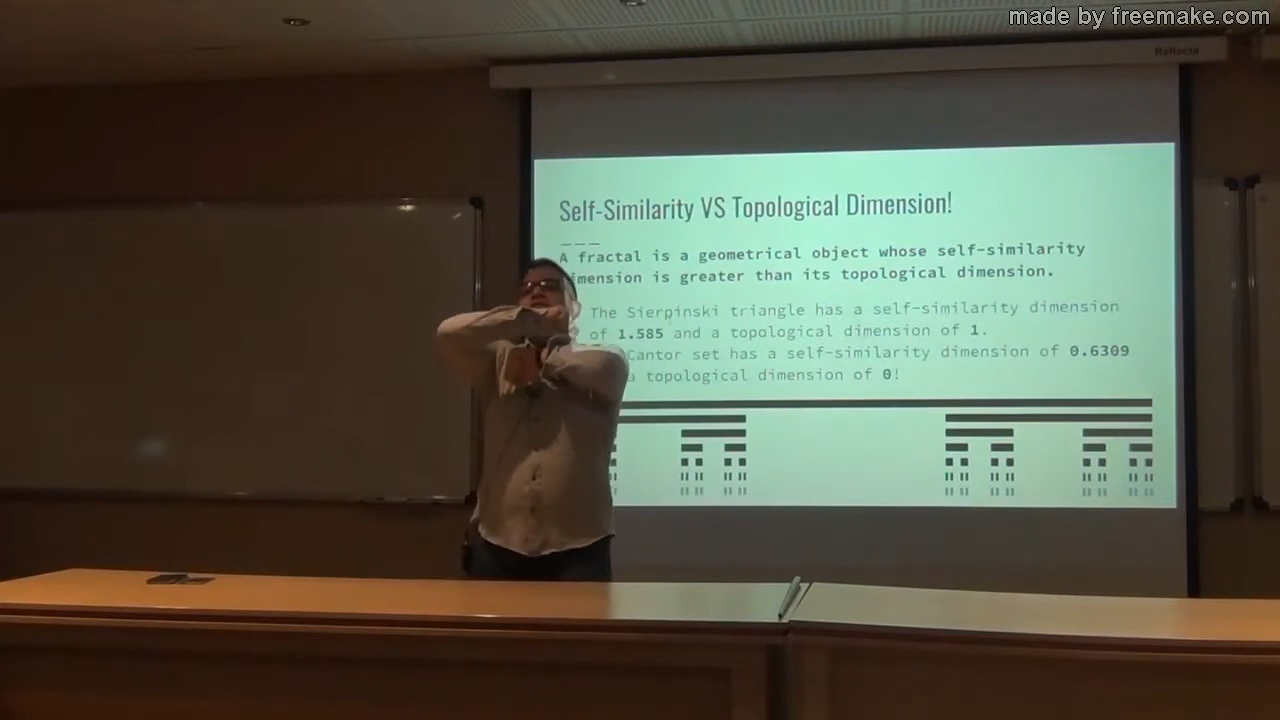 made by freemake.com
Reflecta
Self-Similarity VS Topological Dimension!
A fractal is a geometrical object whose self-similarity
dimension is greater than its topological dimension.
The Sierpinski triangle has a self-similarity dimension
of 1.585 and a topological dimension of 1.
Cantor set has a self-similarity dimension of 0.6309
a topological dimension of 0!